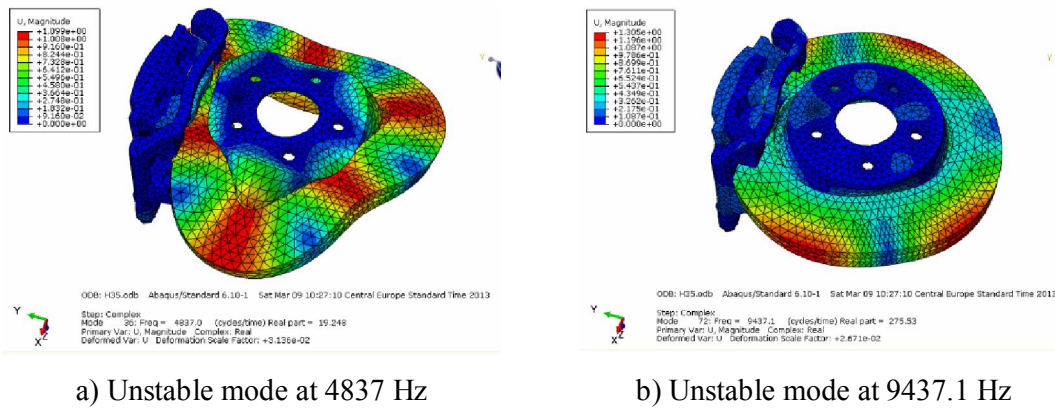 U, Magnitude
+1.099e+00
+1.008e+00
+9.160e-01
+8.244e-01
+7.328e-01
+6.412e-01
+5.496e-01
+4.580e-01
+3.664e-01
+2.748e-01
+1.832e-01
+9.160e-02
+0.000e+00
Y
ODB: H35.odb Abaqus/Standard 6.10-1 Sat Mar 09 10:27:10 Central Europe Standard Time 2013
Step: Complex
Mode 36: Freq = 4837.0 (cycles/time) Real part = 19.248
Primary Var: U, Magnitude Complex: Real
Deformed Var: U Deformation Scale Factor: +3.136e-02
Y
Z
X
a) Unstable mode at 4837 Hz
U, Magnitude
+1.305e+00
+1.196e+00
+1.087e+00
+9.786e-01
+8.699e-01
+7.611e-01
+6.524e-01
+5.437e-01
+4.349e-01
+3.262e-01
+2.175e-01
+1.087e-01
+0.000e+00
Y
ODB: H35.odb Abaqus/Standard 6.10-1 Sat Mar 09 10:27:10 Central Europe Standard Time 2013
Step: Complex
Mode 72: Freq = 9437.1 (cycles/time) Real part = 275.53
Primary Var: U, Magnitude Complex: Real
Deformed Var: U Deformation Scale Factor: +2.671e-02
Y
Z
X
b) Unstable mode at 9437.1 Hz